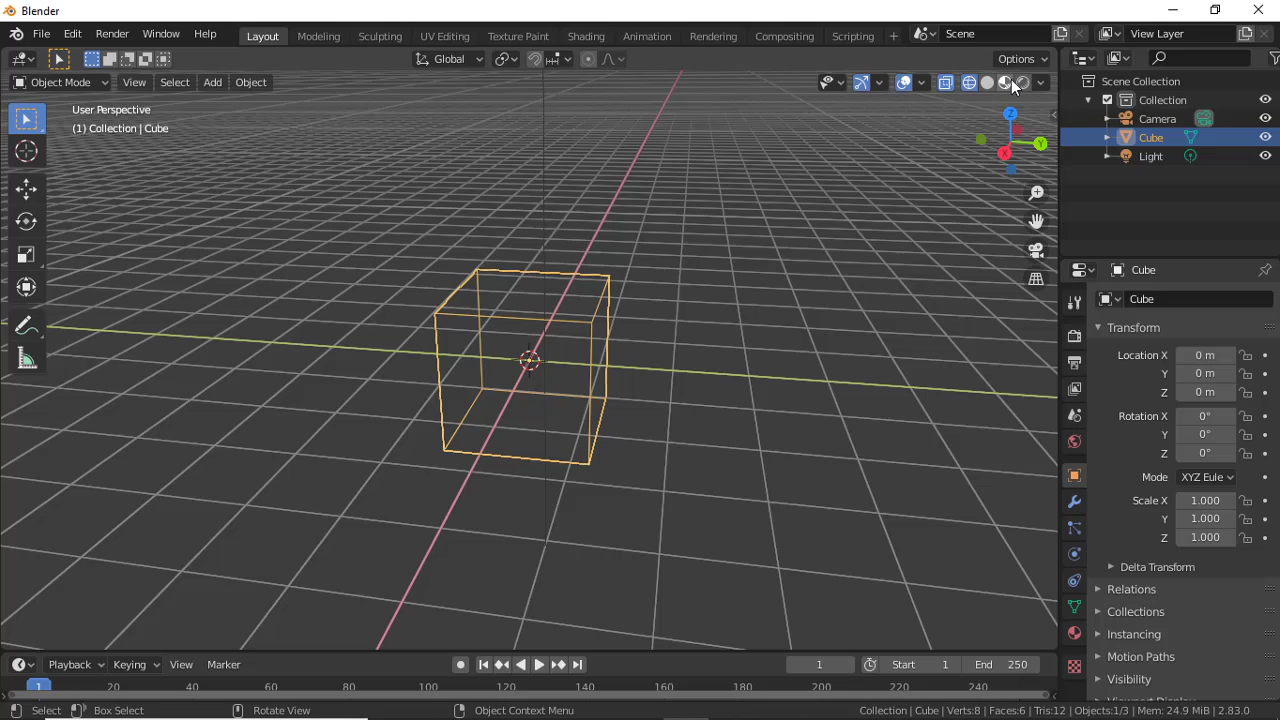 Blender
File Edit Render Window Help Layout Modeling Sculpting UV Editing Texture Paint Shading Animation Rendering Compositing Scripting + Scene View Layer
Global Options
Object Mode View Select Add Object
User Perspective
(1) Collection | Cube
Z
Y
X
Scene Collection
Collection
Camera
Cube
Light
Cube
Cube
Transform
Location X 0 m
Y 0 m
Z 0 m
Rotation X 0°
Y 0°
Z 0°
Mode XYZ Eule
Scale X 1.000
Y 1.000
Z 1.000
Delta Transform
Relations
Collections
Instancing
Motion Paths
Visibility
Viewport Display
Playback Keying View Marker 1 Start 1 End 250
1 20 40 60 80 100 120 140 160 180 200 220 240
Select Box Select Rotate View Object Context Menu Collection | Cube | Verts:8 | Faces:6 | Tris:12 | Objects:1/3 | Mem: 24.9 MiB | 2.83.0